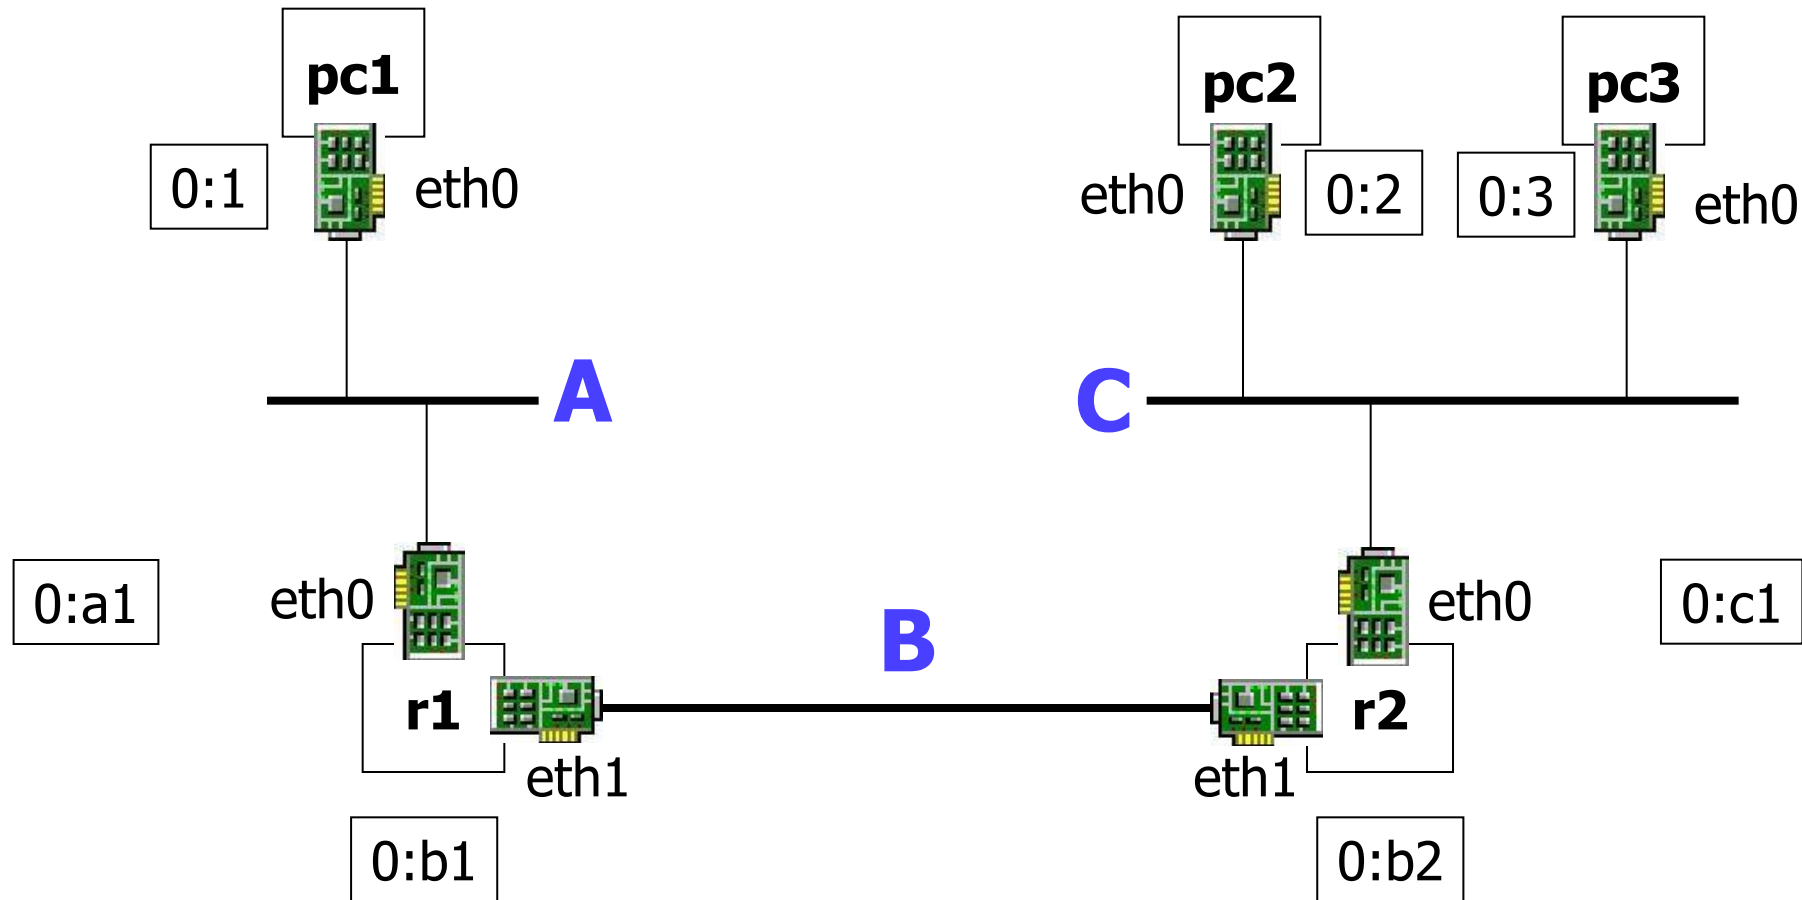 pc1
pc2
pc3
0:1
eth0
eth0
0:2
0:3
eth0
A
C
0:a1
eth0
eth0
0:c1
B
r1
r2
eth1
eth1
0:b1
0:b2